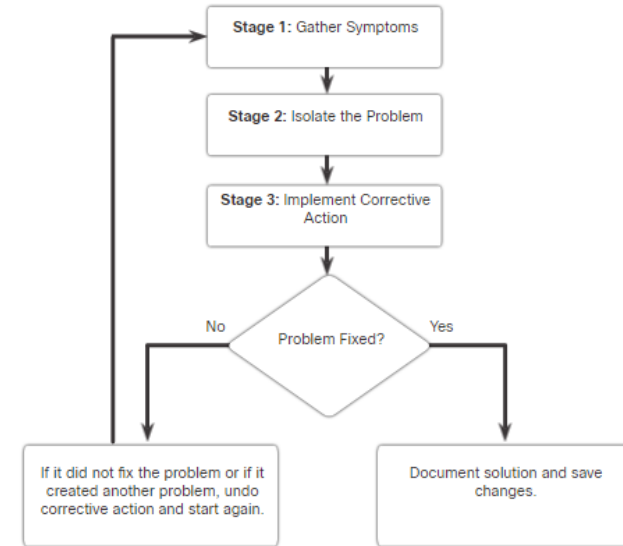 Stage 1: Gather Symptoms
Stage 2: Isolate the Problem
Stage 3: Implement Corrective
Action
Problem Fixed?
No
Yes
If it did not fix the problem or if it
created another problem, undo
corrective action and start again.
Document solution and save
changes.